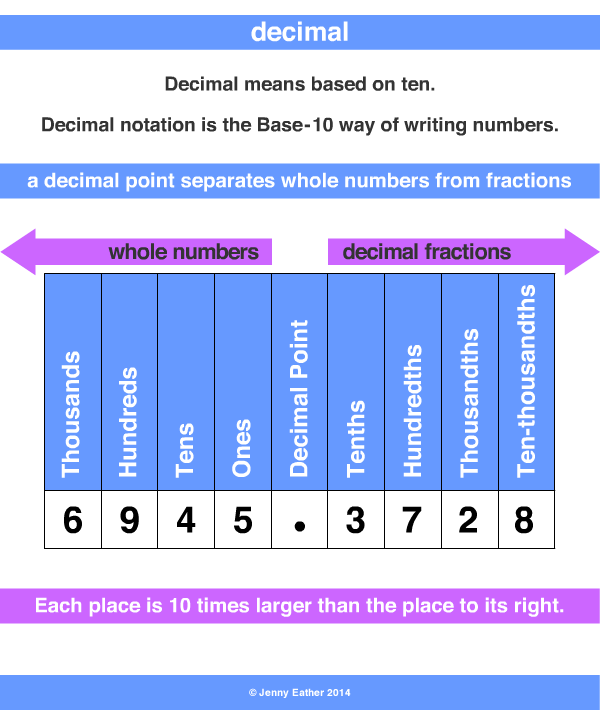 decimal
Decimal means based on ten.
Decimal notation is the Base-10 way of writing numbers.
a decimal point separates whole numbers from fractions
whole numbers decimal fractions
Thousands Hundreds Tens Ones Decimal Point Tenths Hundredths Thousandths Ten-thousandths
6 9 4 5 . 3 7 2 8
Each place is 10 times larger than the place to its right.
© Jenny Eather 2014